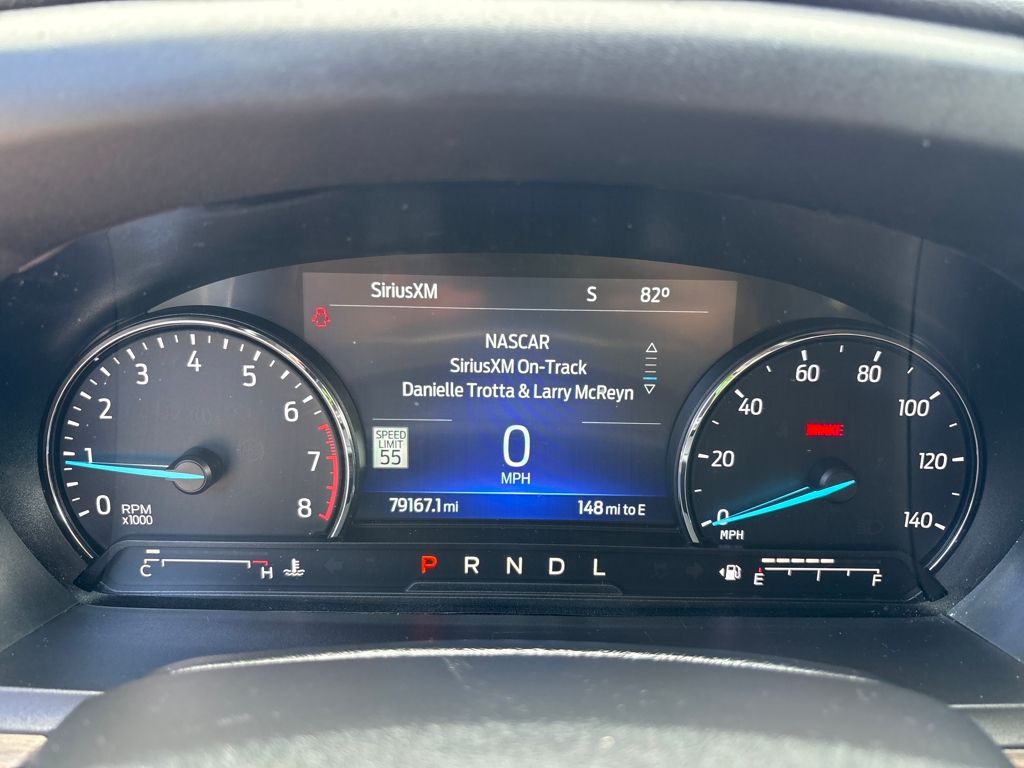 SiriusXM
S 82º
NASCAR
SiriusXM On-Track
Danielle Trotta & Larry McReyn
SPEED
LIMIT
55
0
MPH
79167.1 mi
148 mi to E
0
1
2
3
4
5
6
7
8
RPM
x1000
0
20
40
60
80
100
120
140
MPH
BRAKE
C H
P R N D L
E F